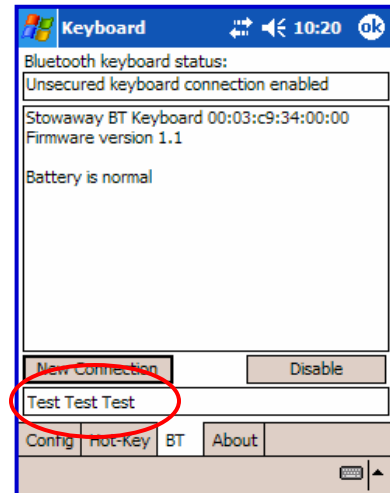 Keyboard 10:20 ok
Bluetooth keyboard status:
Unsecured keyboard connection enabled
Stowaway BT Keyboard 00:03:c9:34:00:00
Firmware version 1.1
Battery is normal
New Connection Disable
Test Test Test
Config Hot-Key BT About